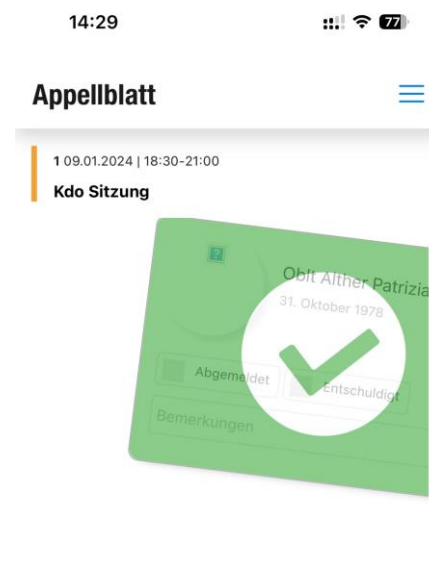 14:29
77
Appellblatt
1 09.01.2024 | 18:30-21:00
Kdo Sitzung
?
Oblt Alther Patrizia
31. Oktober 1978
Abgemeldet
Entschuldigt
Bemerkungen